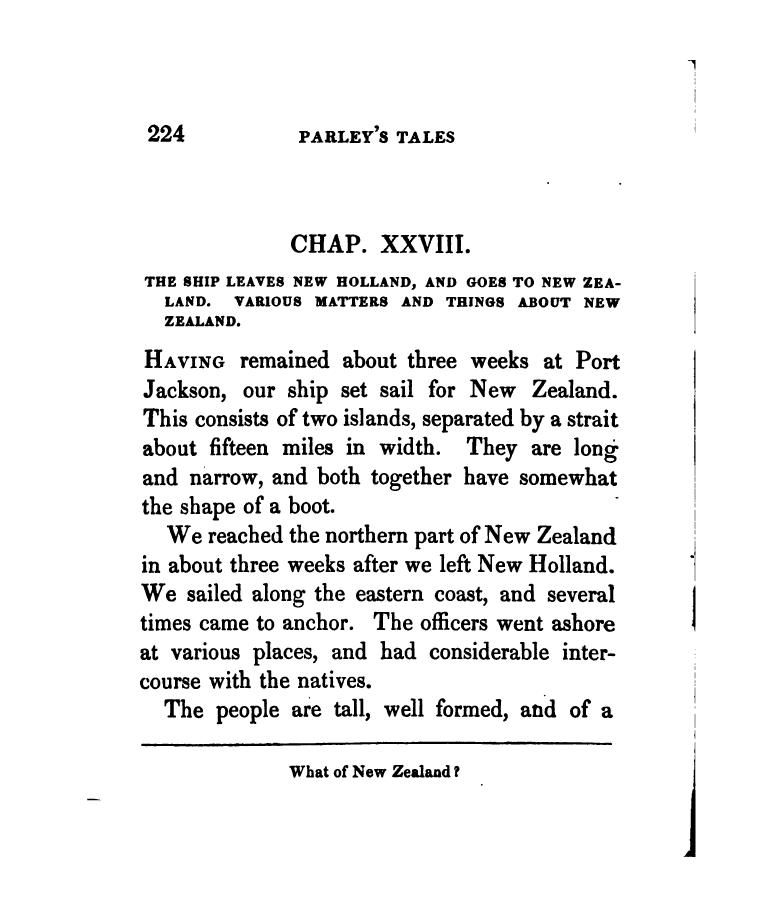 224 PARLEY'S TALES
CHAP. XXVIII.
THE SHIP LEAVES NEW HOLLAND, AND GOES TO NEW ZEA-
LAND. VARIOUS MATTERS AND THINGS ABOUT NEW
ZEALAND.
HAVING remained about three weeks at Port
Jackson, our ship set sail for New Zealand.
This consists of two islands, separated by a strait
about fifteen miles in width. They are long
and narrow, and both together have somewhat
the shape of a boot.
We reached the northern part of New Zealand
in about three weeks after we left New Holland.
We sailed along the eastern coast, and several
times came to anchor. The officers went ashore
at various places, and had considerable inter-
course with the natives.
The people are tall, well formed, and of a
What of New Zealand?